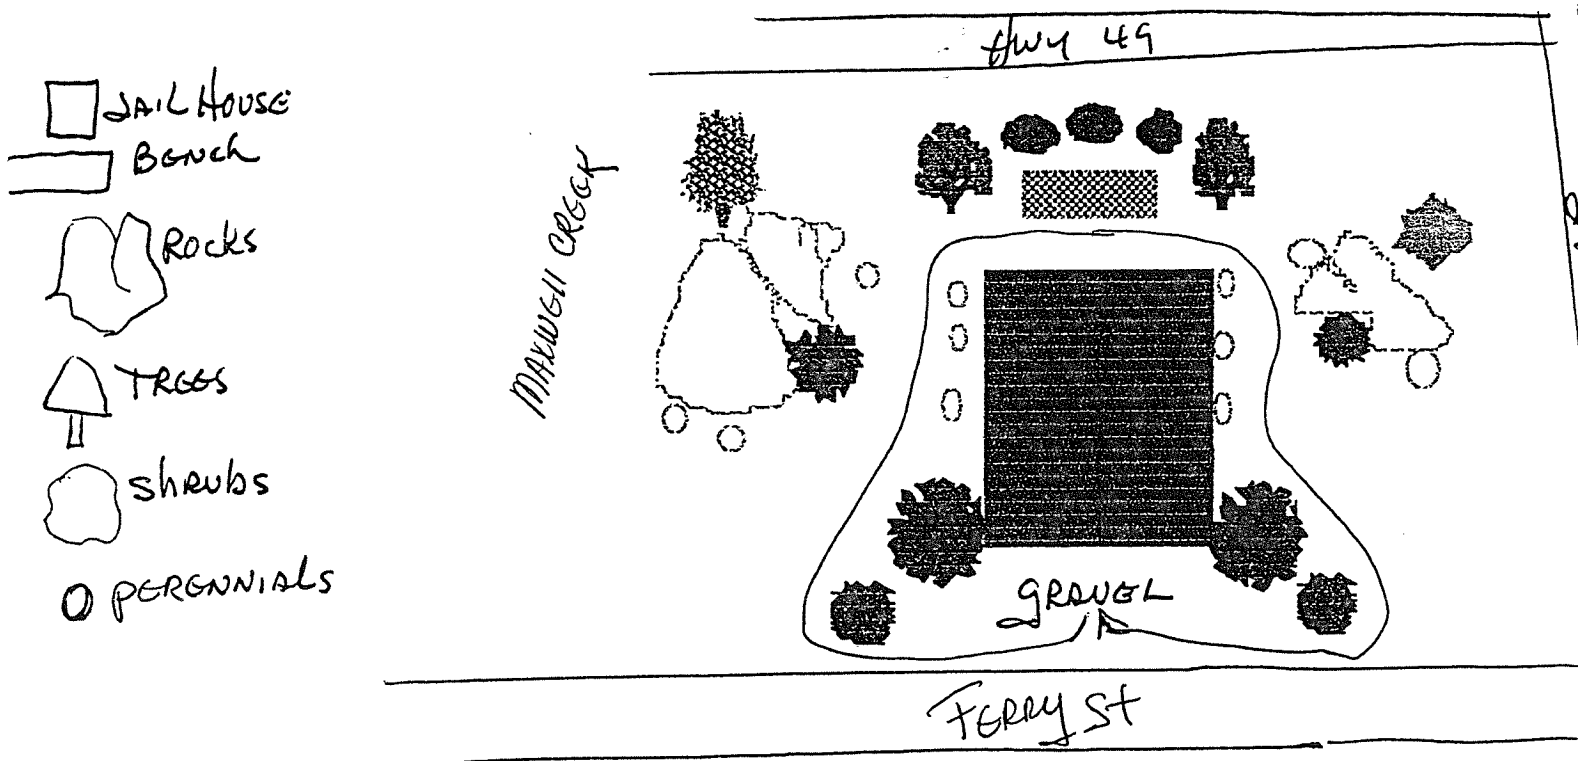 HWY 49
JAIL HOUSE
BENCH
ROCKS
TREES
ShRubs
PERENNIALS
MAXWEll CREEK
GRAVEL
FERRY St